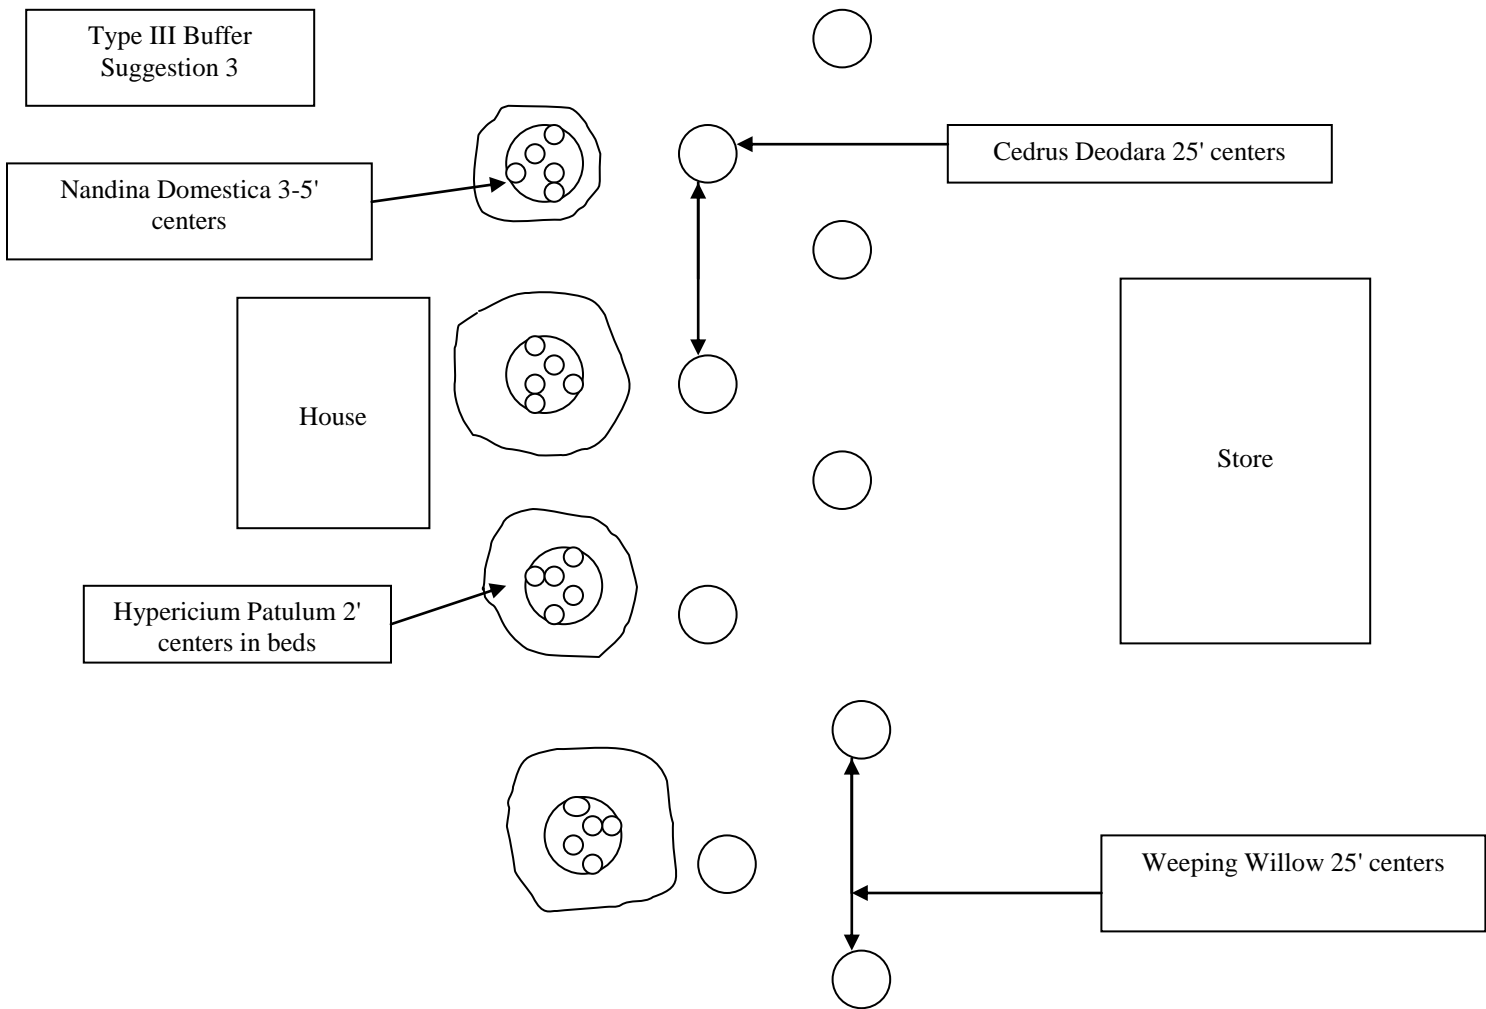 Type III Buffer
Suggestion 3
Cedrus Deodara 25' centers
Nandina Domestica 3-5'
centers
House
Store
Hypericium Patulum 2'
centers in beds
Weeping Willow 25' centers